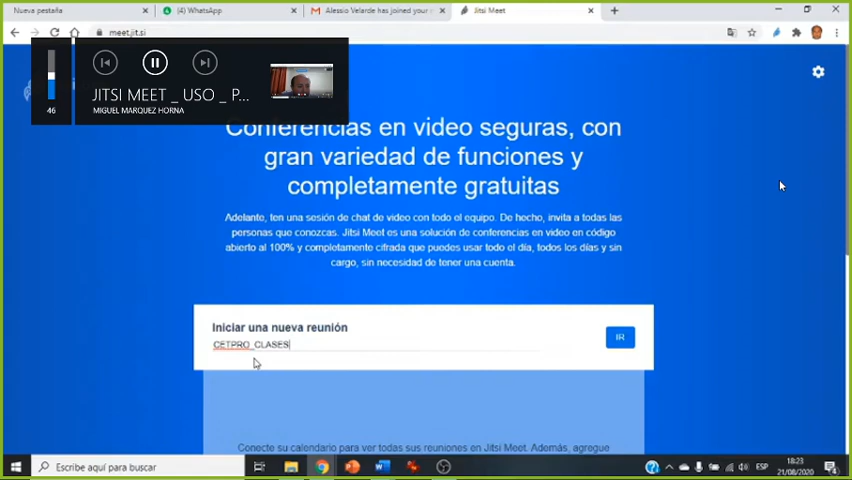 Nueva pestaña
(4) WhatsApp
Alessio Velarde has joined your m
Jitsi Meet
meet.jit.si
46
JITSI MEET _ USO _ P...
MIGUEL MARQUEZ HORNA
Conferencias en video seguras, con
gran variedad de funciones y
completamente gratuitas
Adelante, ten una sesión de chat de video con todo el equipo. De hecho, invita a todas las
personas que conozcas. Jitsi Meet es una solución de conferencias en video en código
abierto al 100% y completamente cifrada que puedes usar todo el día, todos los días y sin
cargo, sin necesidad de tener una cuenta.
Iniciar una nueva reunión
CETPRO_CLASES
IR
Conecte su calendario para ver todas sus reuniones en Jitsi Meet. Además, agregue
Escribe aquí para buscar
ESP
18:23
21/08/2020